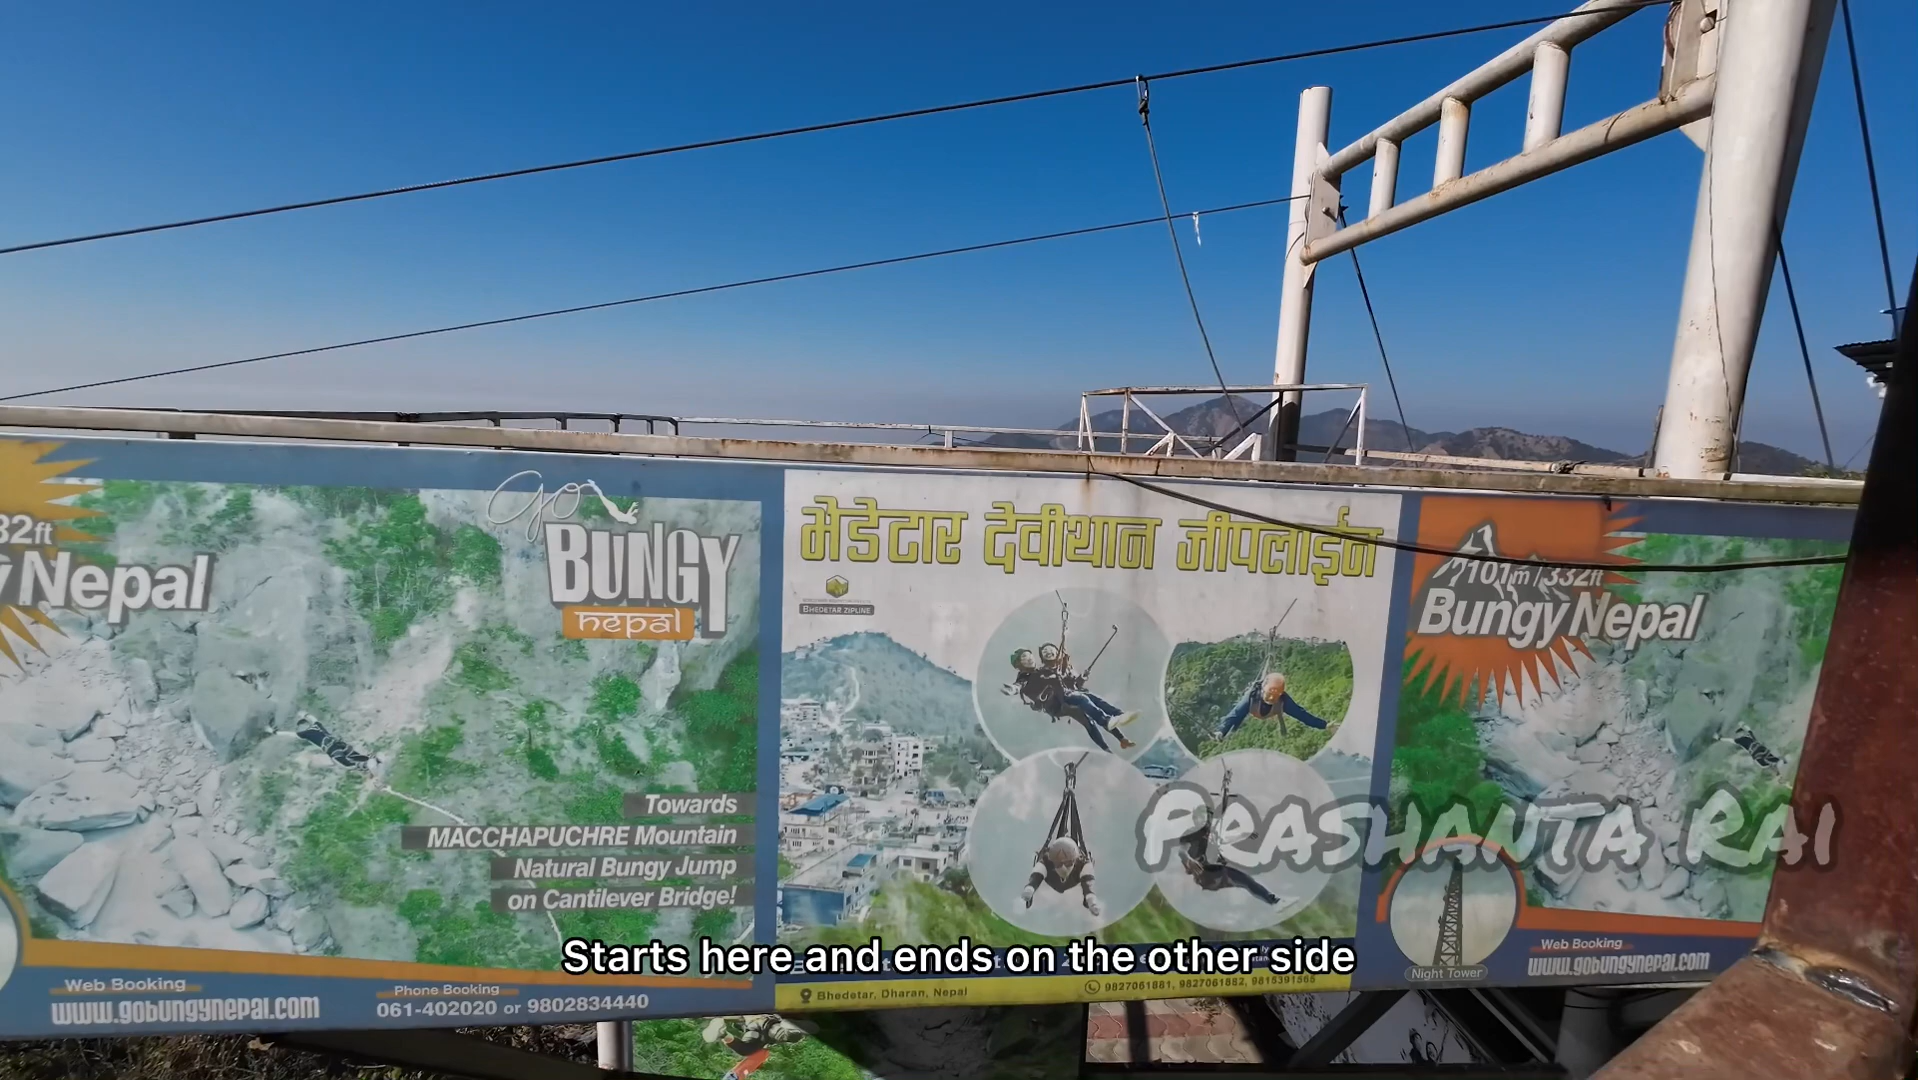 32ft
Nepal
go
BUNGY
nepal
Towards
MACCHAPUCHRE Mountain
Natural Bungy Jump
on Cantilever Bridge!
Web Booking
www.gobungynepal.com
Phone Booking
061-402020 or 9802834440
भेडेटार देवीथान जीपलाईन
BHEDETAR ZIPLINE
Bhedetar, Dharan, Nepal
9827061881, 9827061882, 9815391565
101m / 332ft
Bungy Nepal
Night Tower
Web Booking
www.gobungynepal.com
PRASHANTA RAI
Starts here and ends on the other side